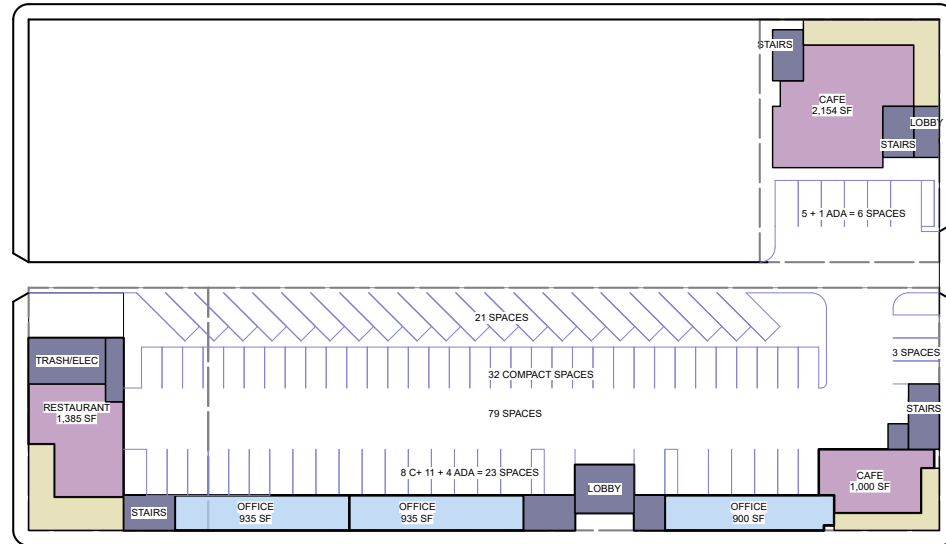 STAIRS
CAFE
2,154 SF
LOBBY
STAIRS
5 + 1 ADA = 6 SPACES
21 SPACES
3 SPACES
TRASH/ELEC
32 COMPACT SPACES
RESTAURANT
1,385 SF
79 SPACES
STAIRS
8 C+ 11 + 4 ADA = 23 SPACES
CAFE
1,000 SF
LOBBY
STAIRS
OFFICE
935 SF
OFFICE
935 SF
OFFICE
900 SF